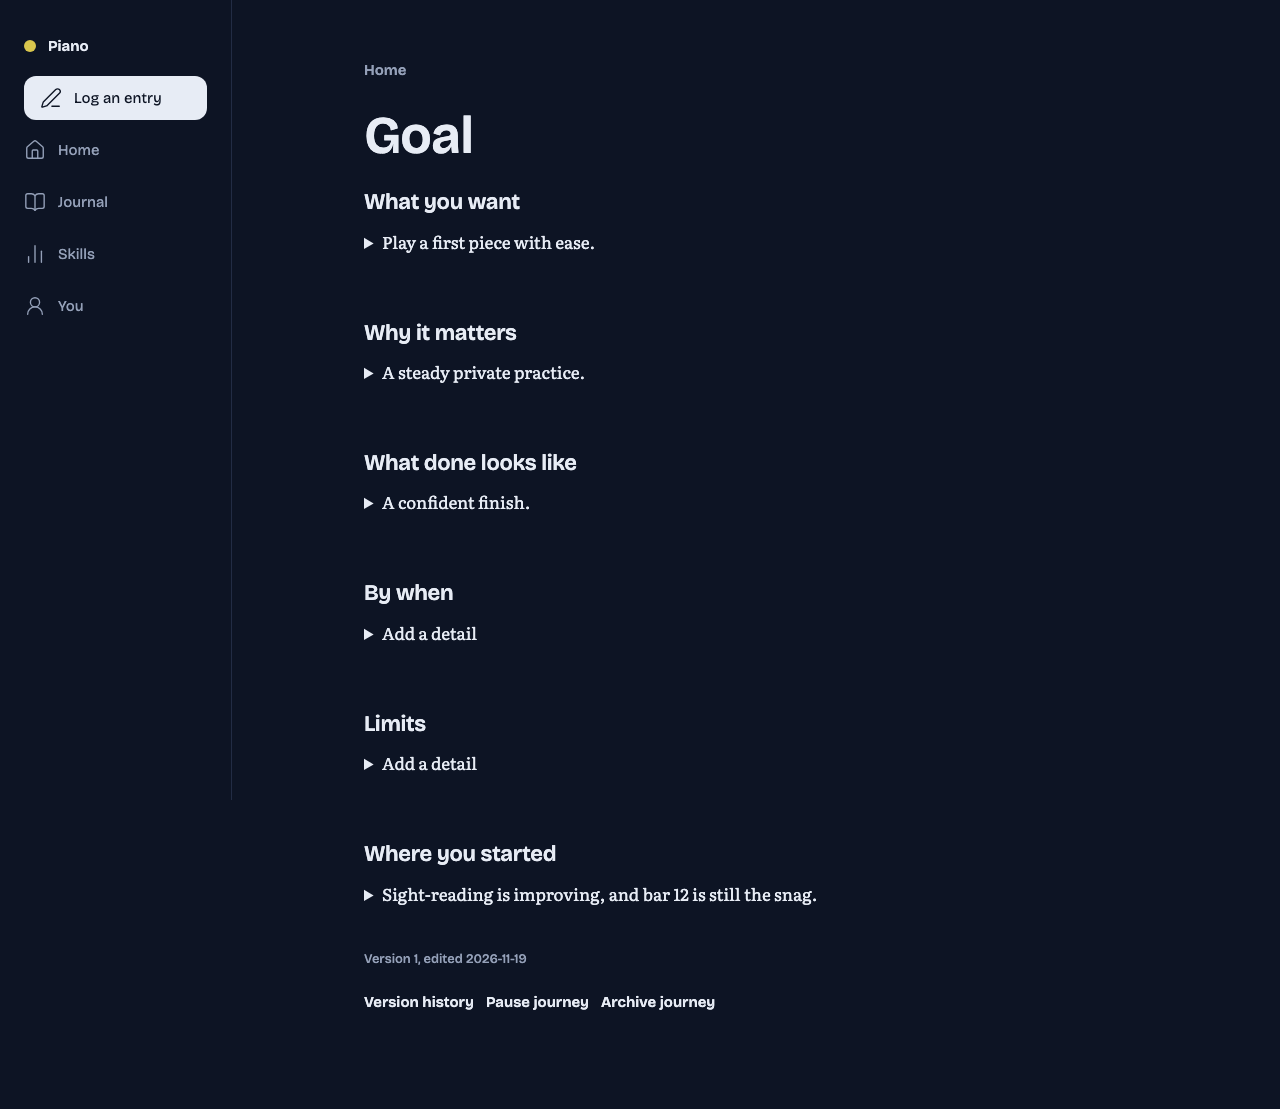 Piano
Log an entry
Home
Journal
Skills
You
Home
Goal
What you want
Play a first piece with ease.
Why it matters
A steady private practice.
What done looks like
A confident finish.
By when
Add a detail
Limits
Add a detail
Where you started
Sight-reading is improving, and bar 12 is still the snag.
Version 1, edited 2026-11-19
Version history Pause journey Archive journey